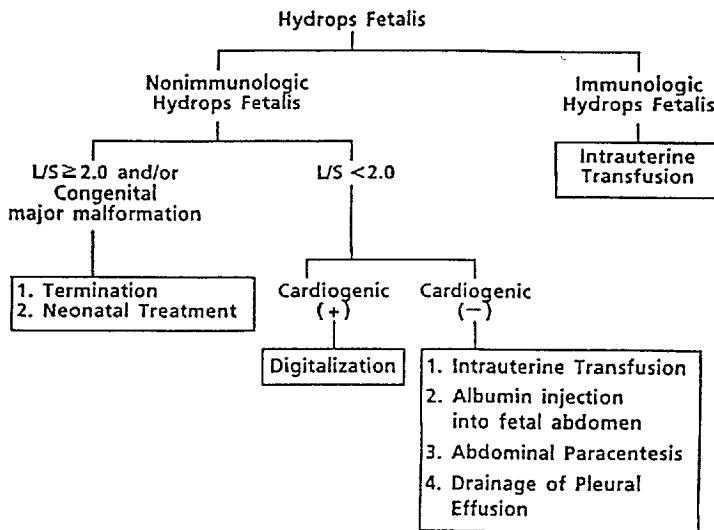 Hydrops Fetalis
Nonimmunologic
Hydrops Fetalis
Immunologic
Hydrops Fetalis
Intrauterine
Transfusion
L/S≧2.0 and/or
Congenital
major malformation
L/S <2.0
1. Termination
2. Neonatal Treatment
Cardiogenic
(+)
Cardiogenic
(−)
Digitalization
1. Intrauterine Transfusion
2. Albumin injection
into fetal abdomen
3. Abdominal Paracentesis
4. Drainage of Pleural
Effusion